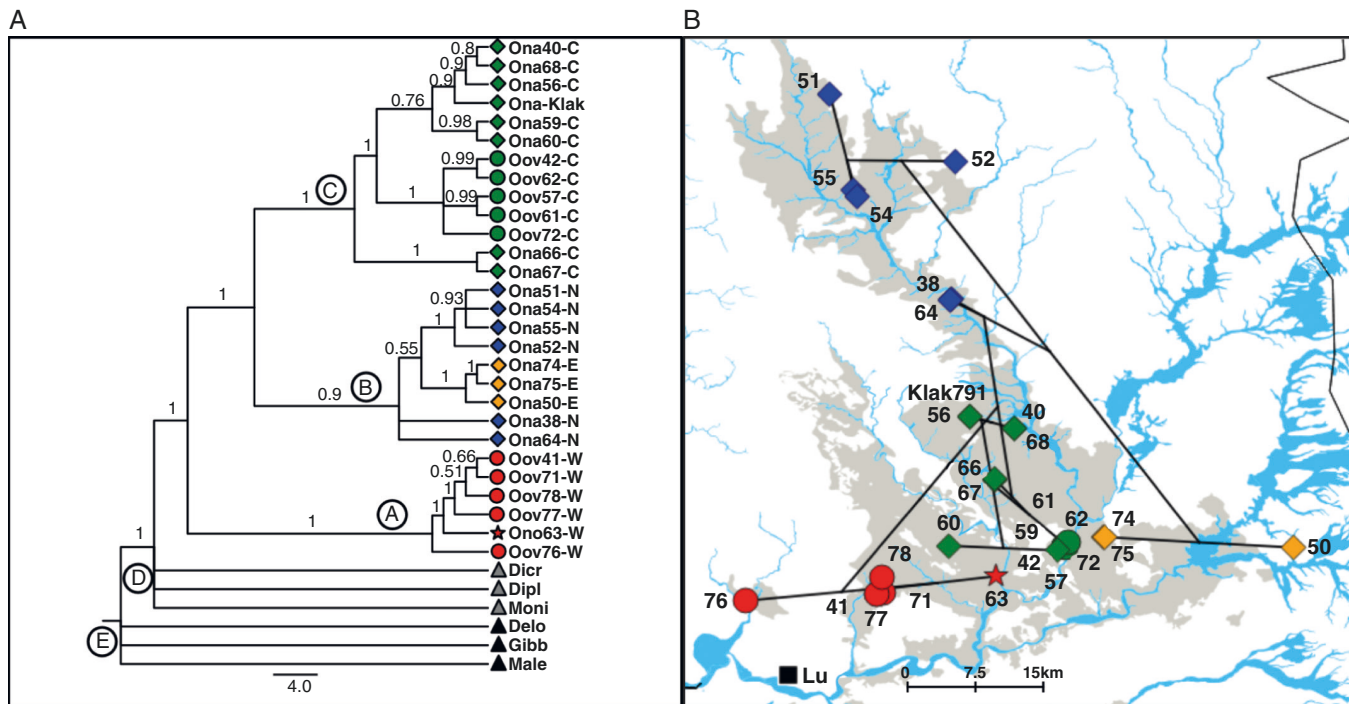 A
0.8
Ona40-C
0.9
Ona68-C
0.9
Ona56-C
0.76
Ona-Klak
0.98
Ona59-C
Ona60-C
1
0.99
Oov42-C
Oov62-C
1
0.99
Oov57-C
Oov61-C
Oov72-C
1
C
1
Ona66-C
Ona67-C
1
0.93
Ona51-N
Ona54-N
1
Ona55-N
0.55
Ona52-N
1
Ona74-E
1
Ona75-E
0.9
B
Ona50-E
Ona38-N
Ona64-N
1
0.66
Oov41-W
0.51
Oov71-W
1
Oov78-W
1
Oov77-W
1
A
Ono63-W
Oov76-W
1
D
Dicr
Dipl
Moni
E
Delo
Gibb
Male
4.0
B
51
52
55
54
38
64
Klak791
56
40
68
66
67
61
60
59
62
74
75
50
78
42
72
57
76
41
71
63
77
Lu
0 7.5 15km